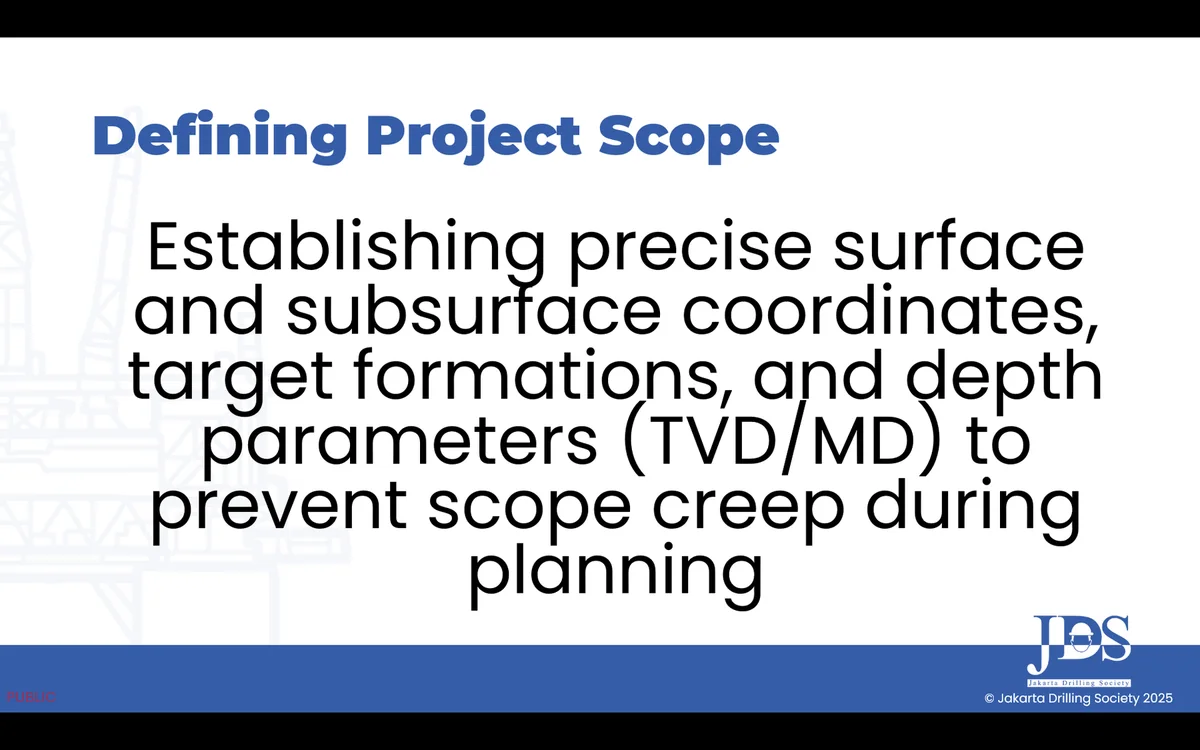 Defining Project Scope
Establishing precise surface
and subsurface coordinates,
target formations, and depth
parameters (TVD/MD) to
prevent scope creep during
planning
JDS
Jakarta Drilling Society
PUBLIC
© Jakarta Drilling Society 2025